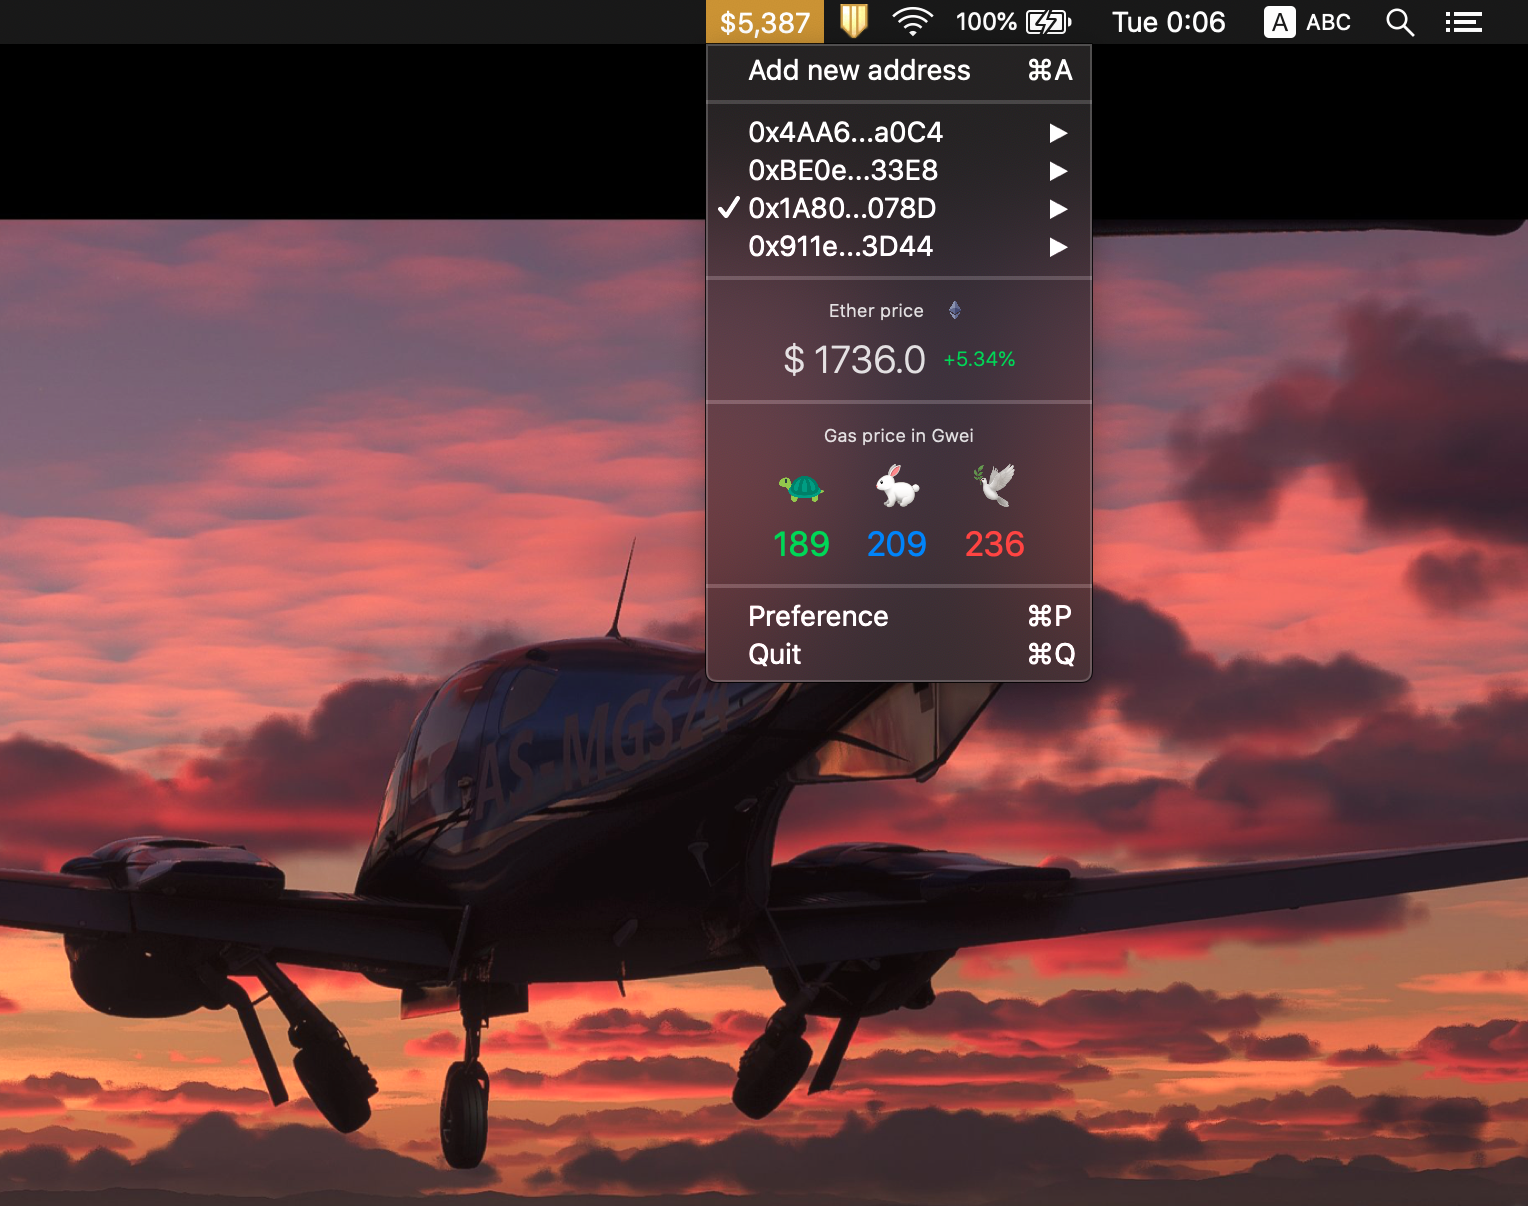 $5,387 100% Tue 0:06 A ABC
Add new address ⌘A
0x4AA6...a0C4
0xBE0e...33E8
✓ 0x1A80...078D
0x911e...3D44
Ether price
$ 1736.0 +5.34%
Gas price in Gwei
189 209 236
Preference ⌘P
Quit ⌘Q
AS-MGS24